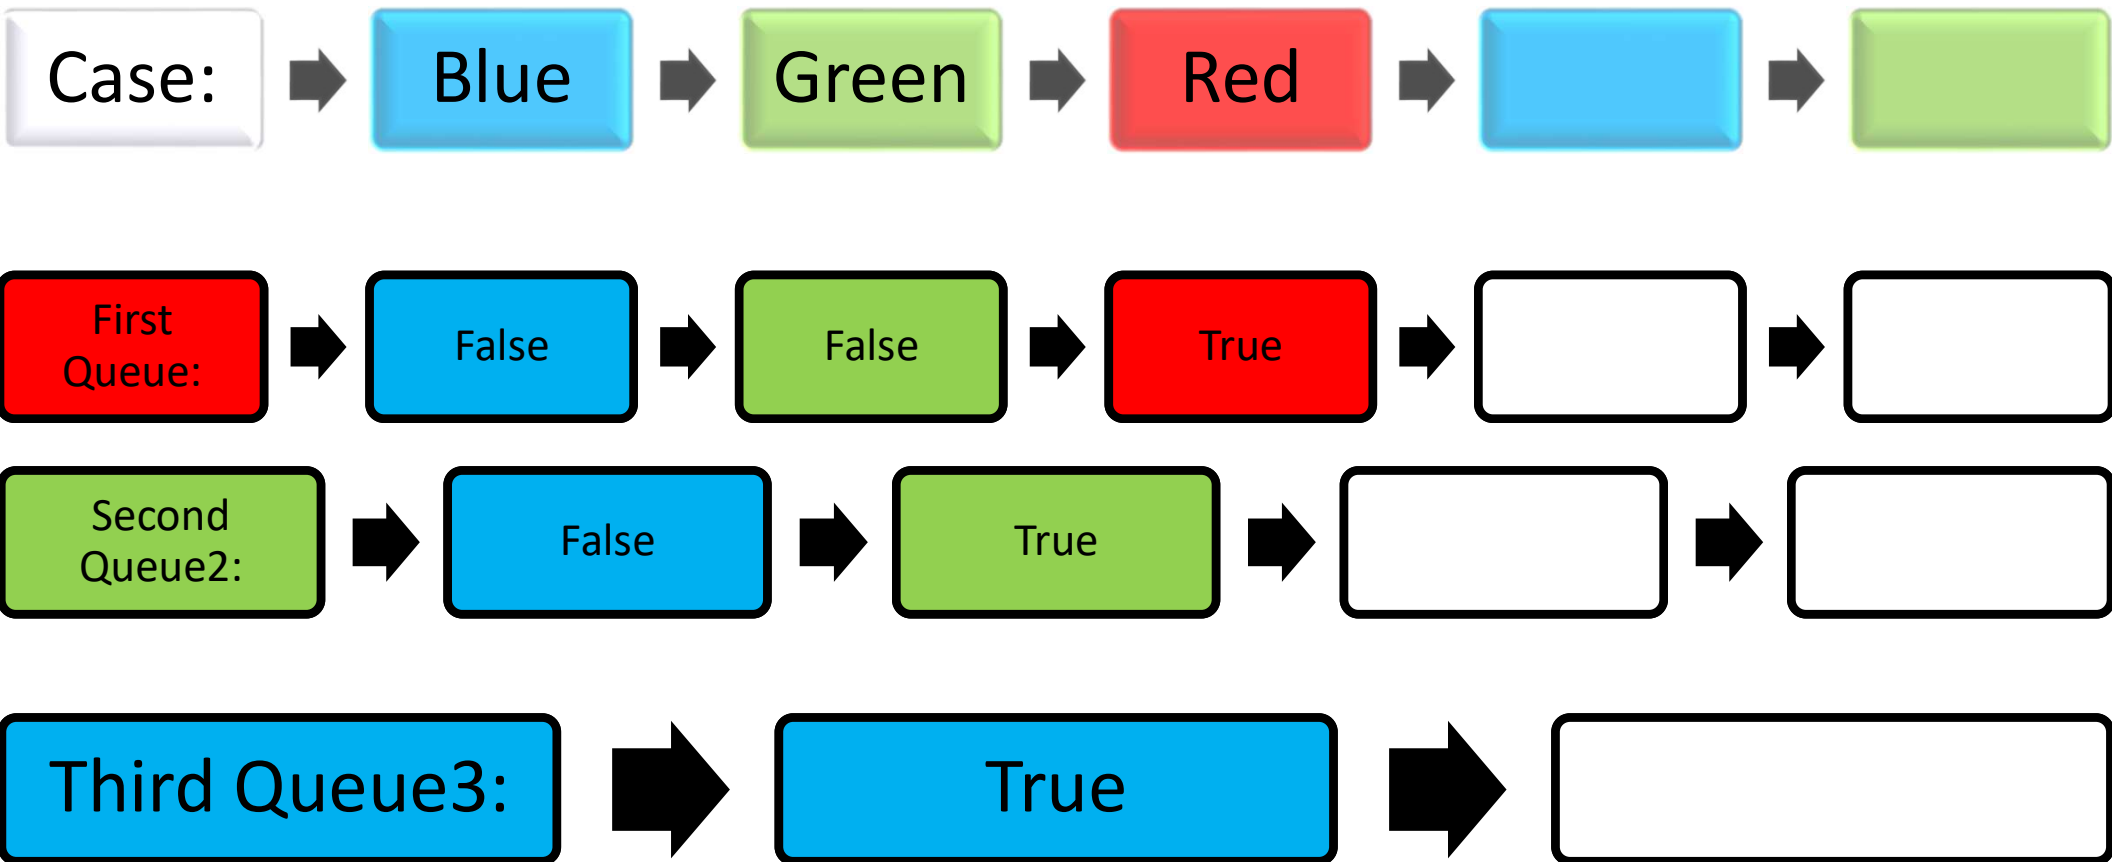 Case:
Blue
Green
Red
First
Queue:
False
False
True
Second
Queue2:
False
True
Third Queue3:
True